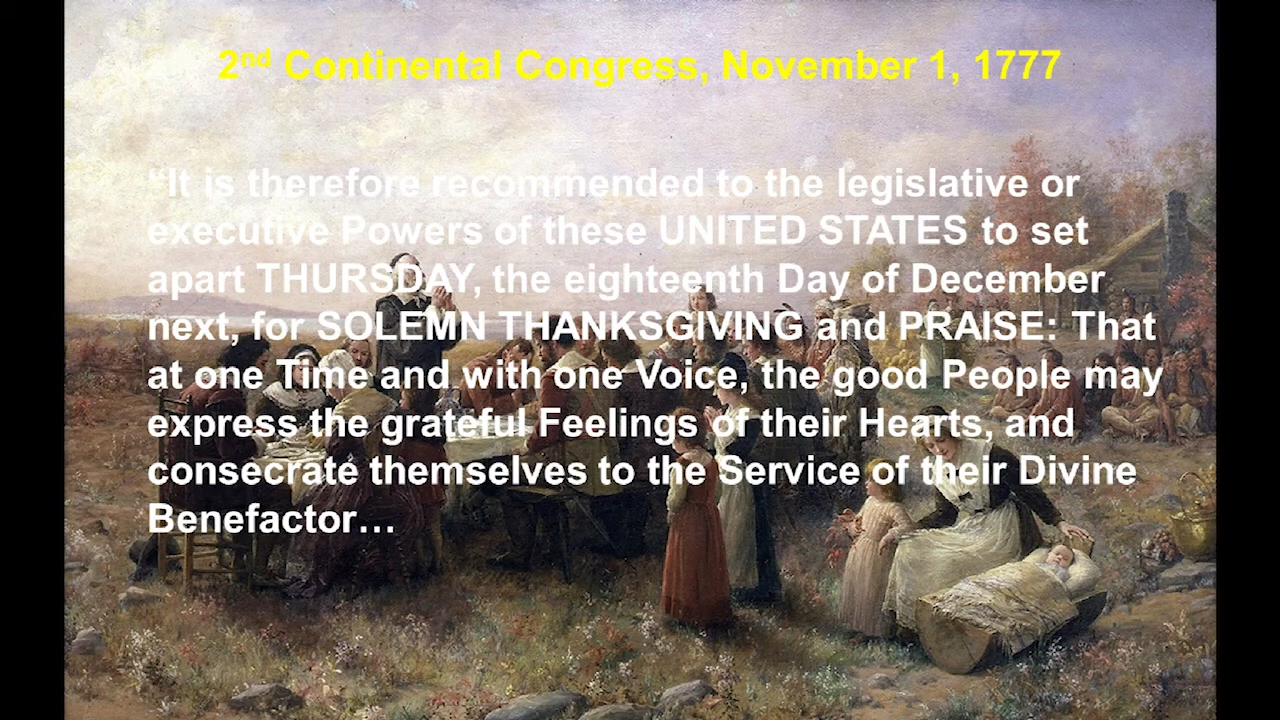 2nd Continental Congress, November 1, 1777
“It is therefore recommended to the legislative or
executive Powers of these UNITED STATES to set
apart THURSDAY, the eighteenth Day of December
next, for SOLEMN THANKSGIVING and PRAISE: That
at one Time and with one Voice, the good People may
express the grateful Feelings of their Hearts, and
consecrate themselves to the Service of their Divine
Benefactor…